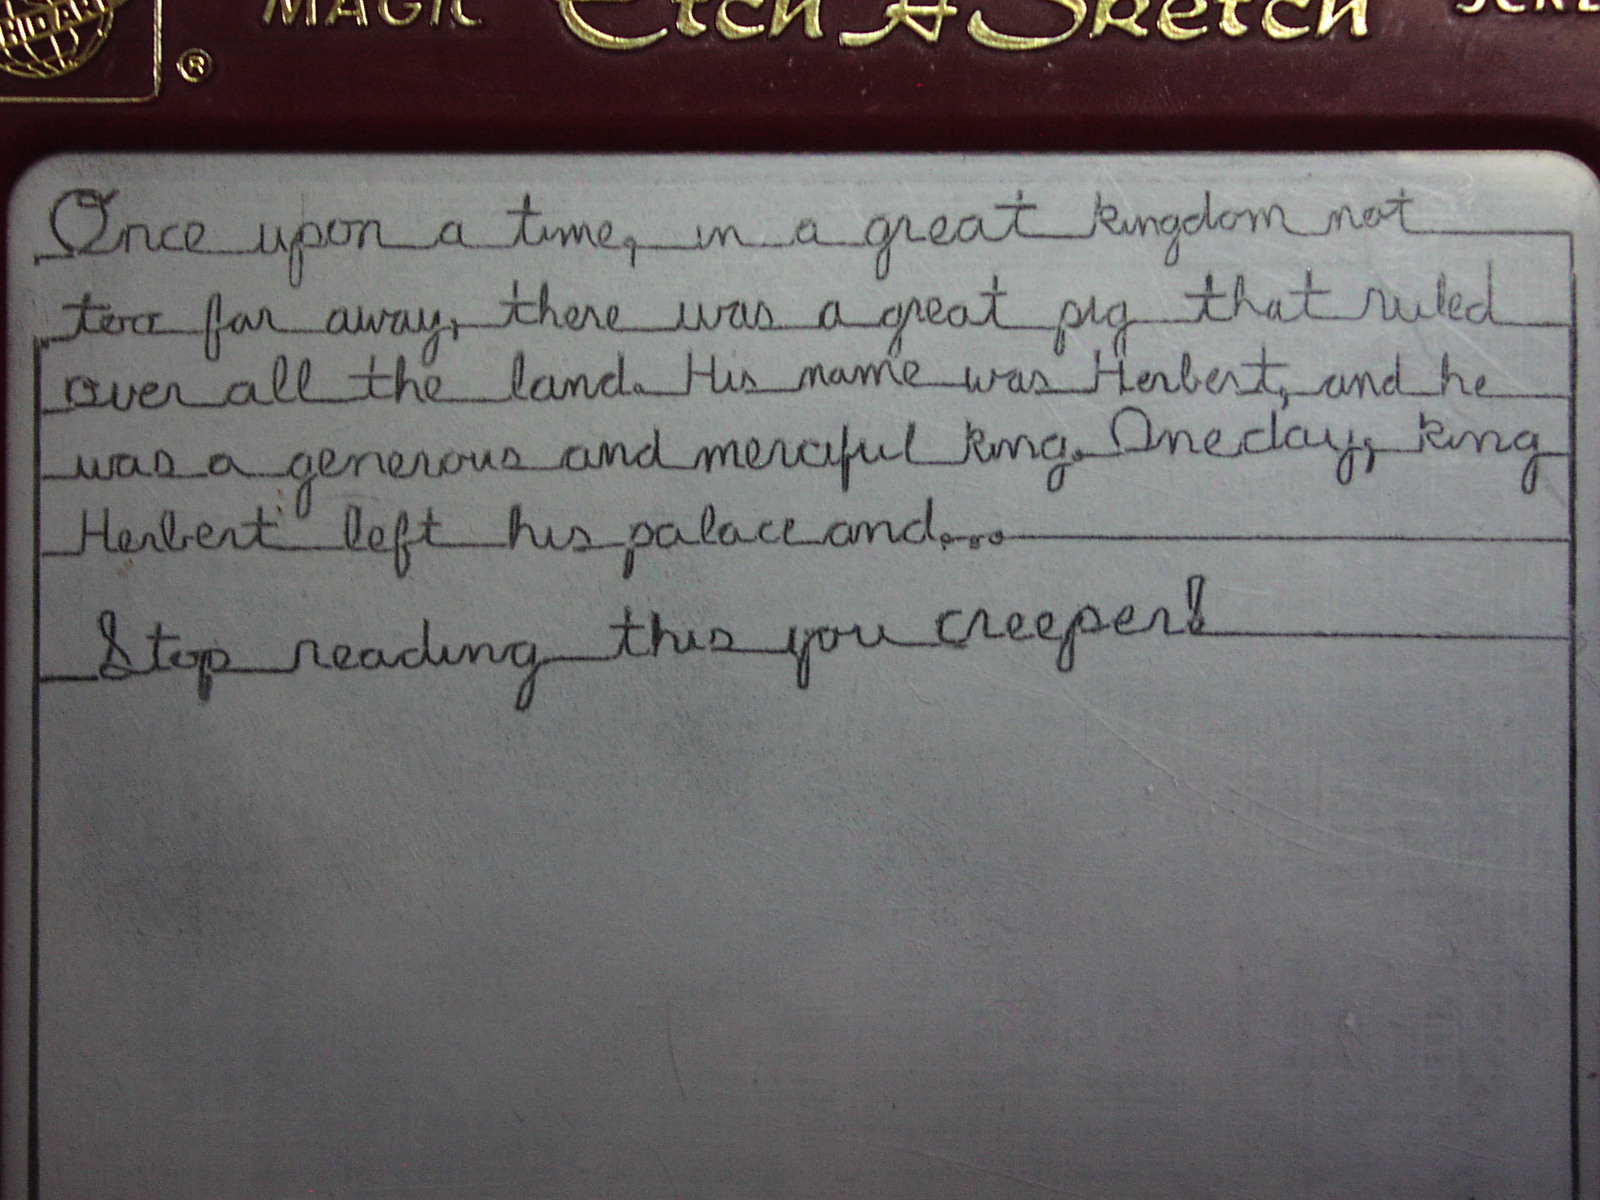 MAGIC Etch A Sketch
®
Once upon a time, in a great kingdom not
too far away, there was a great pig that ruled
over all the land. His name was Herbert, and he
was a generous and merciful king. One day, king
Herbert left his palace and...
Stop reading this you creeper!